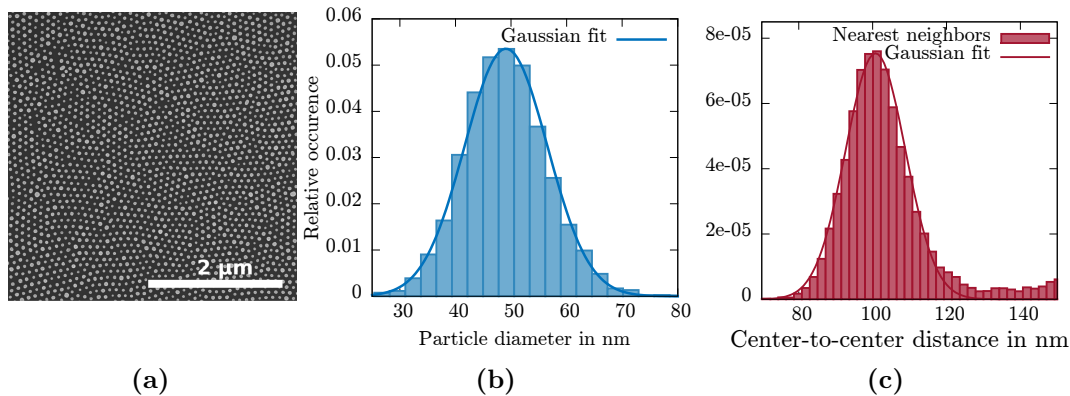 2 μm
(a)
Relative occurence
0.06
0.05
0.04
0.03
0.02
0.01
0
Gaussian fit
30 40 50 60 70 80
Particle diameter in nm
(b)
8e-05
6e-05
4e-05
2e-05
0
Nearest neighbors
Gaussian fit
80 100 120 140
Center-to-center distance in nm
(c)